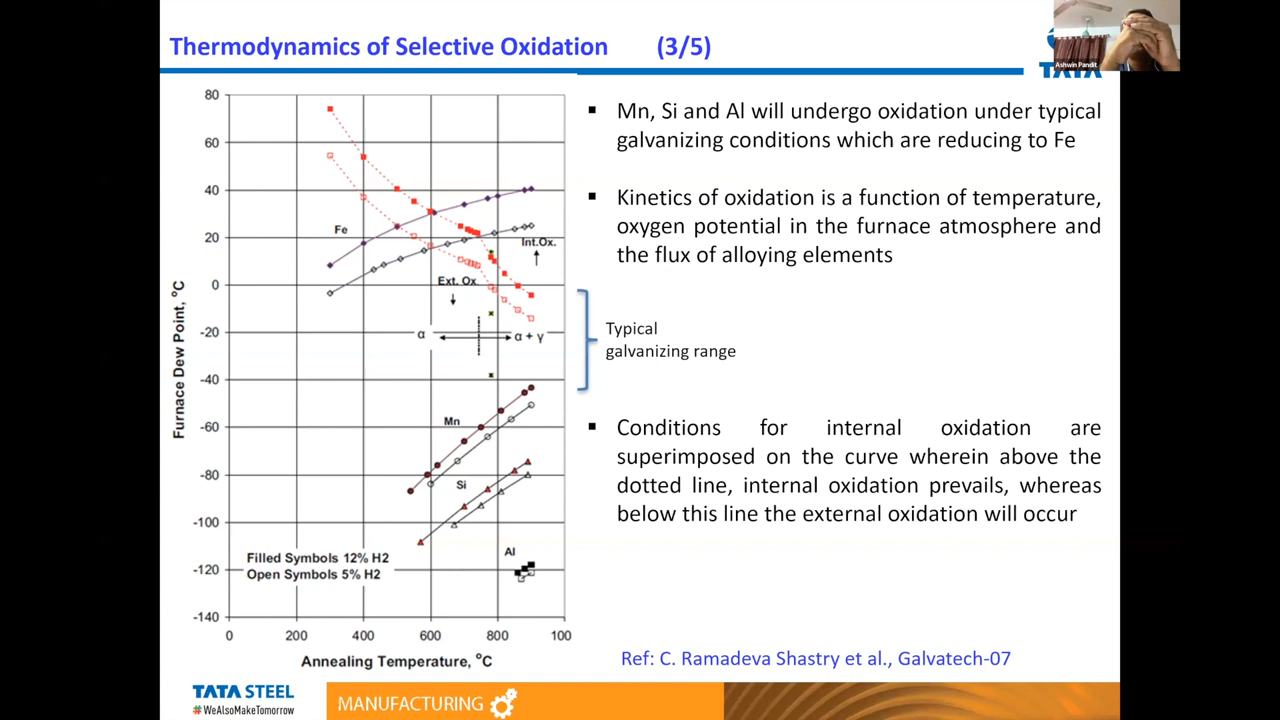 Thermodynamics of Selective Oxidation (3/5)
Ashwin Pandit
TATA
80
60
40
20
0
-20
-40
-60
-80
-100
-120
-140
Furnace Dew Point, °C
Fe
Int.Ox.
Ext. Ox.
α
α + γ
Mn
Si
Al
Filled Symbols 12% H2
Open Symbols 5% H2
0 200 400 600 800 100
Annealing Temperature, °C
▪ Mn, Si and Al will undergo oxidation under typical
galvanizing conditions which are reducing to Fe
▪ Kinetics of oxidation is a function of temperature,
oxygen potential in the furnace atmosphere and
the flux of alloying elements
Typical
galvanizing range
▪ Conditions for internal oxidation are
superimposed on the curve wherein above the
dotted line, internal oxidation prevails, whereas
below this line the external oxidation will occur
Ref: C. Ramadeva Shastry et al., Galvatech-07
TATA STEEL
#WeAlsoMakeTomorrow
MANUFACTURING